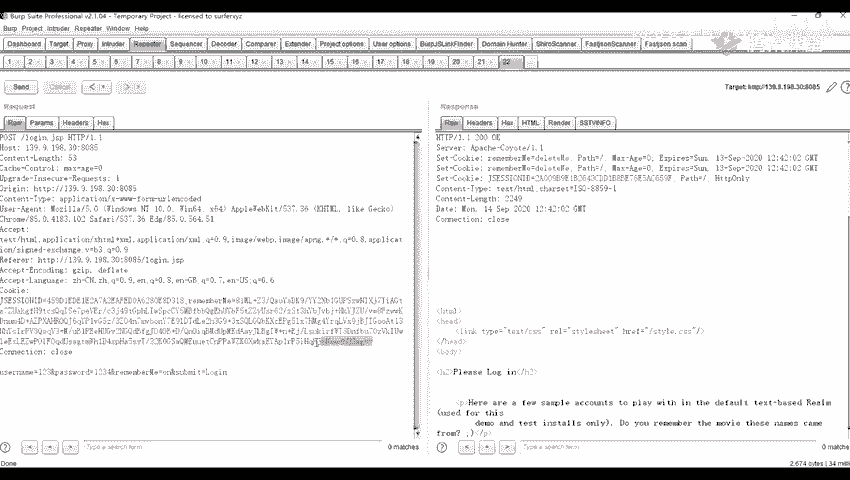 Burp Suite Professional v2.1.04 - Temporary Project - licensed to surferxyz
Burp Project Intruder Repeater Window Help
Dashboard Target Proxy Intruder Repeater Sequencer Decoder Comparer Extender Project options User options BurpJSLinkFinder Domain Hunter ShiroScanner FastjsonScanner Fastjson scan
1 2 3 4 5 6 7 8 9 10 11 12 13 14 15 16 17 18 19 20 21 22 ...
Send Cancel < >
Target: http://139.9.198.30:8085
Request
Raw Params Headers Hex
POST /login.jsp HTTP/1.1
Host: 139.9.198.30:8085
Content-Length: 53
Cache-Control: max-age=0
Upgrade-Insecure-Requests: 1
Origin: http://139.9.198.30:8085
Content-Type: application/x-www-form-urlencoded
User-Agent: Mozilla/5.0 (Windows NT 10.0; Win64; x64) AppleWebKit/537.36 (KHTML, like Gecko)
Chrome/85.0.4183.102 Safari/537.36 Edg/85.0.564.51
Accept:
text/html,application/xhtml+xml,application/xml;q=0.9,image/webp,image/apng,*/*;q=0.8,applicat
ion/signed-exchange;v=b3;q=0.9
Referer: http://139.9.198.30:8085/login.jsp
Accept-Encoding: gzip, deflate
Accept-Language: zh-CN,zh;q=0.9,en;q=0.8,en-GB;q=0.7,en-US;q=0.6
Cookie:
Connection: close
username=123&password=1234&rememberMe=on&submit=Login
Response
Raw Headers Hex HTML Render SSTVINFO
HTTP/1.1 200 OK
Server: Apache-Coyote/1.1
Set-Cookie: rememberMe=deleteMe; Path=/; Max-Age=0; Expires=Sun, 13-Sep-2020 12:42:02 GMT
Set-Cookie: rememberMe=deleteMe; Path=/; Max-Age=0; Expires=Sun, 13-Sep-2020 12:42:02 GMT
Path=/; HttpOnly
Content-Type: text/html;charset=ISO-8859-1
Content-Length: 2249
Date: Mon, 14 Sep 2020 12:42:02 GMT
Connection: close
<html>
<head>
<link type="text/css" rel="stylesheet" href="/style.css"/>
</head>
<body>
<h2>Please Log in</h2>
<p>Here are a few sample accounts to play with in the default text-based Realm
(used for this
demo and test installs only). Do you remember the movie these names came
from? ;)</p>
? < + > Type a search term 0 matches
? < + > Type a search term 0 matches
Done
2,674 bytes | 34 millis